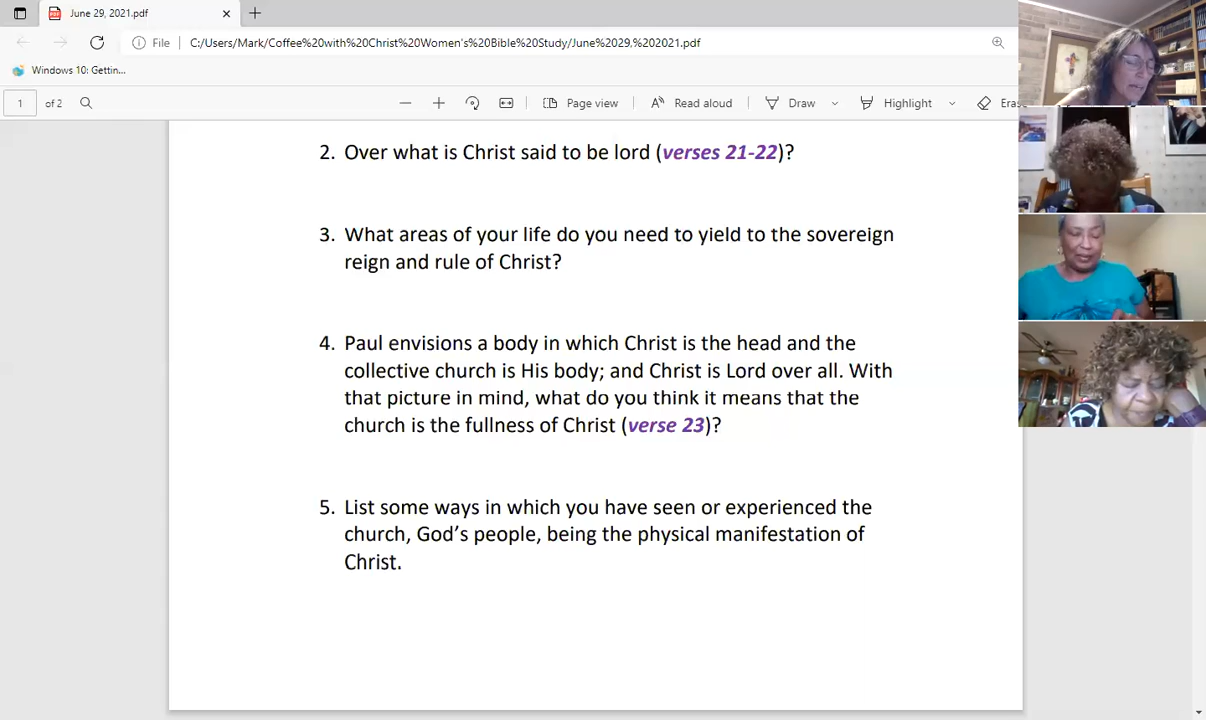 June 29, 2021.pdf
File C:/Users/Mark/Coffee%20with%20Christ%20Women's%20Bible%20Study/June%2029,%202021.pdf
Windows 10: Gettin...
1 of 2 Page view Read aloud Draw Highlight Eras
2. Over what is Christ said to be lord (verses 21-22)?
3. What areas of your life do you need to yield to the sovereign
reign and rule of Christ?
4. Paul envisions a body in which Christ is the head and the
collective church is His body; and Christ is Lord over all. With
that picture in mind, what do you think it means that the
church is the fullness of Christ (verse 23)?
5. List some ways in which you have seen or experienced the
church, God's people, being the physical manifestation of
Christ.